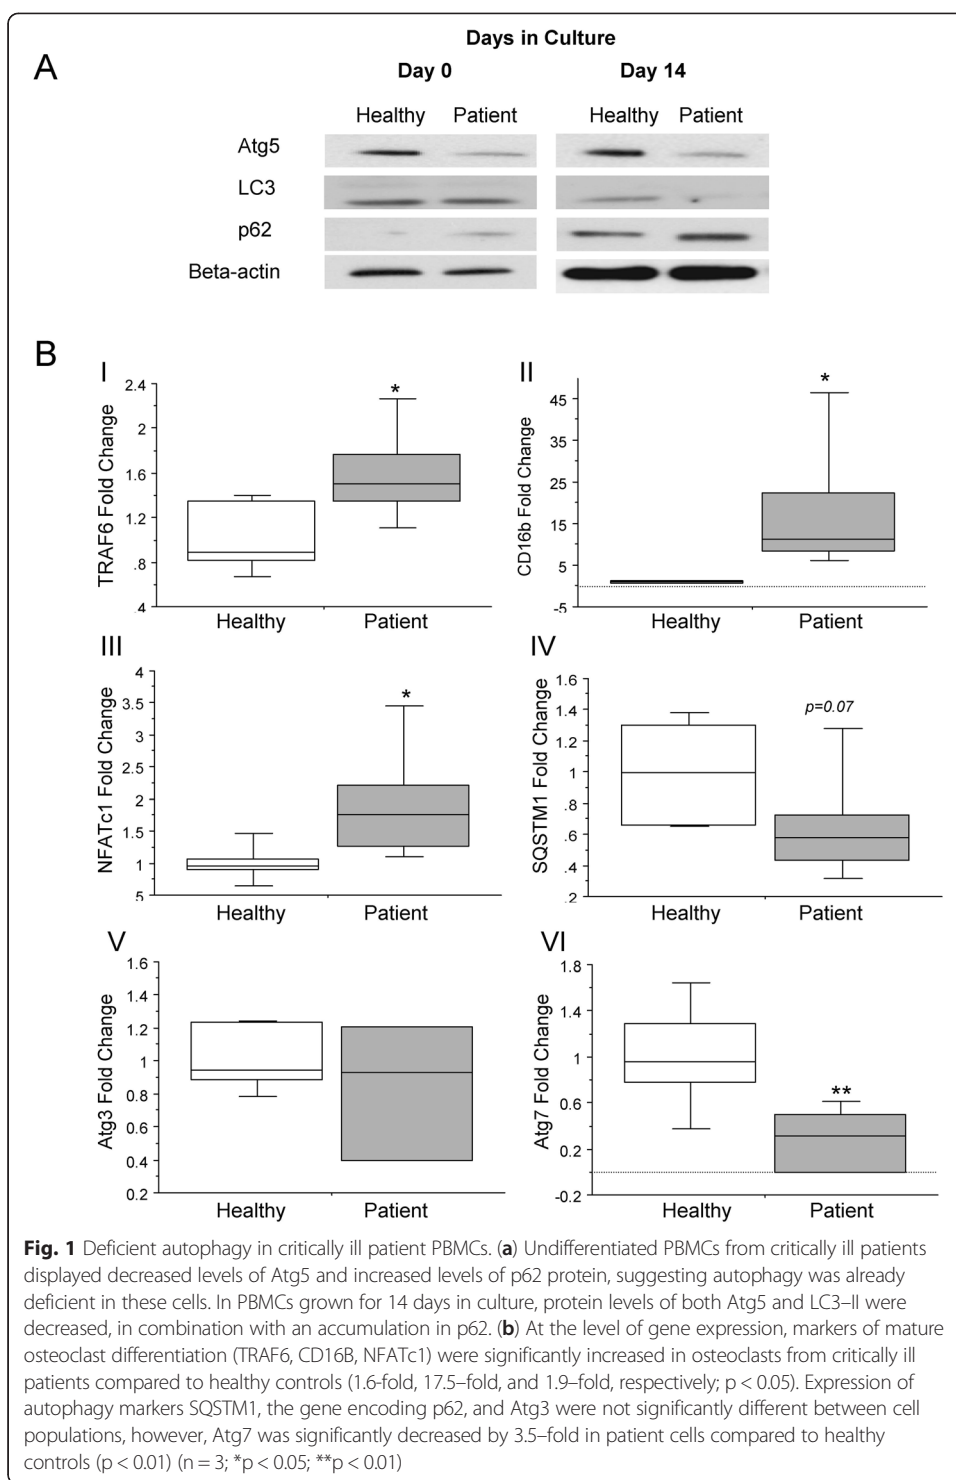 Days in Culture
A
Day 0 Day 14
Healthy Patient Healthy Patient
Atg5
LC3
p62
Beta-actin
B
I
TRAF6 Fold Change
2.4
2
1.6
1.2
.8
.4
Healthy Patient
*
II
CD16b Fold Change
45
35
25
15
5
-5
Healthy Patient
*
III
NFATc1 Fold Change
4
3.5
3
2.5
2
1.5
1
5
Healthy Patient
*
IV
SQSTM1 Fold Change
1.6
1.4
1.2
1
.8
.6
.4
.2
Healthy Patient
p=0.07
V
Atg3 Fold Change
1.6
1.4
1.2
1
0.8
0.6
0.4
0.2
Healthy Patient
VI
Atg7 Fold Change
1.8
1.4
1
0.6
0.2
-0.2
Healthy Patient
**
Fig. 1 Deficient autophagy in critically ill patient PBMCs. (a) Undifferentiated PBMCs from critically ill patients
displayed decreased levels of Atg5 and increased levels of p62 protein, suggesting autophagy was already
deficient in these cells. In PBMCs grown for 14 days in culture, protein levels of both Atg5 and LC3–II were
decreased, in combination with an accumulation in p62. (b) At the level of gene expression, markers of mature
osteoclast differentiation (TRAF6, CD16B, NFATc1) were significantly increased in osteoclasts from critically ill
patients compared to healthy controls (1.6-fold, 17.5–fold, and 1.9–fold, respectively; p < 0.05). Expression of
autophagy markers SQSTM1, the gene encoding p62, and Atg3 were not significantly different between cell
populations, however, Atg7 was significantly decreased by 3.5–fold in patient cells compared to healthy
controls (p < 0.01) (n = 3; *p < 0.05; **p < 0.01)